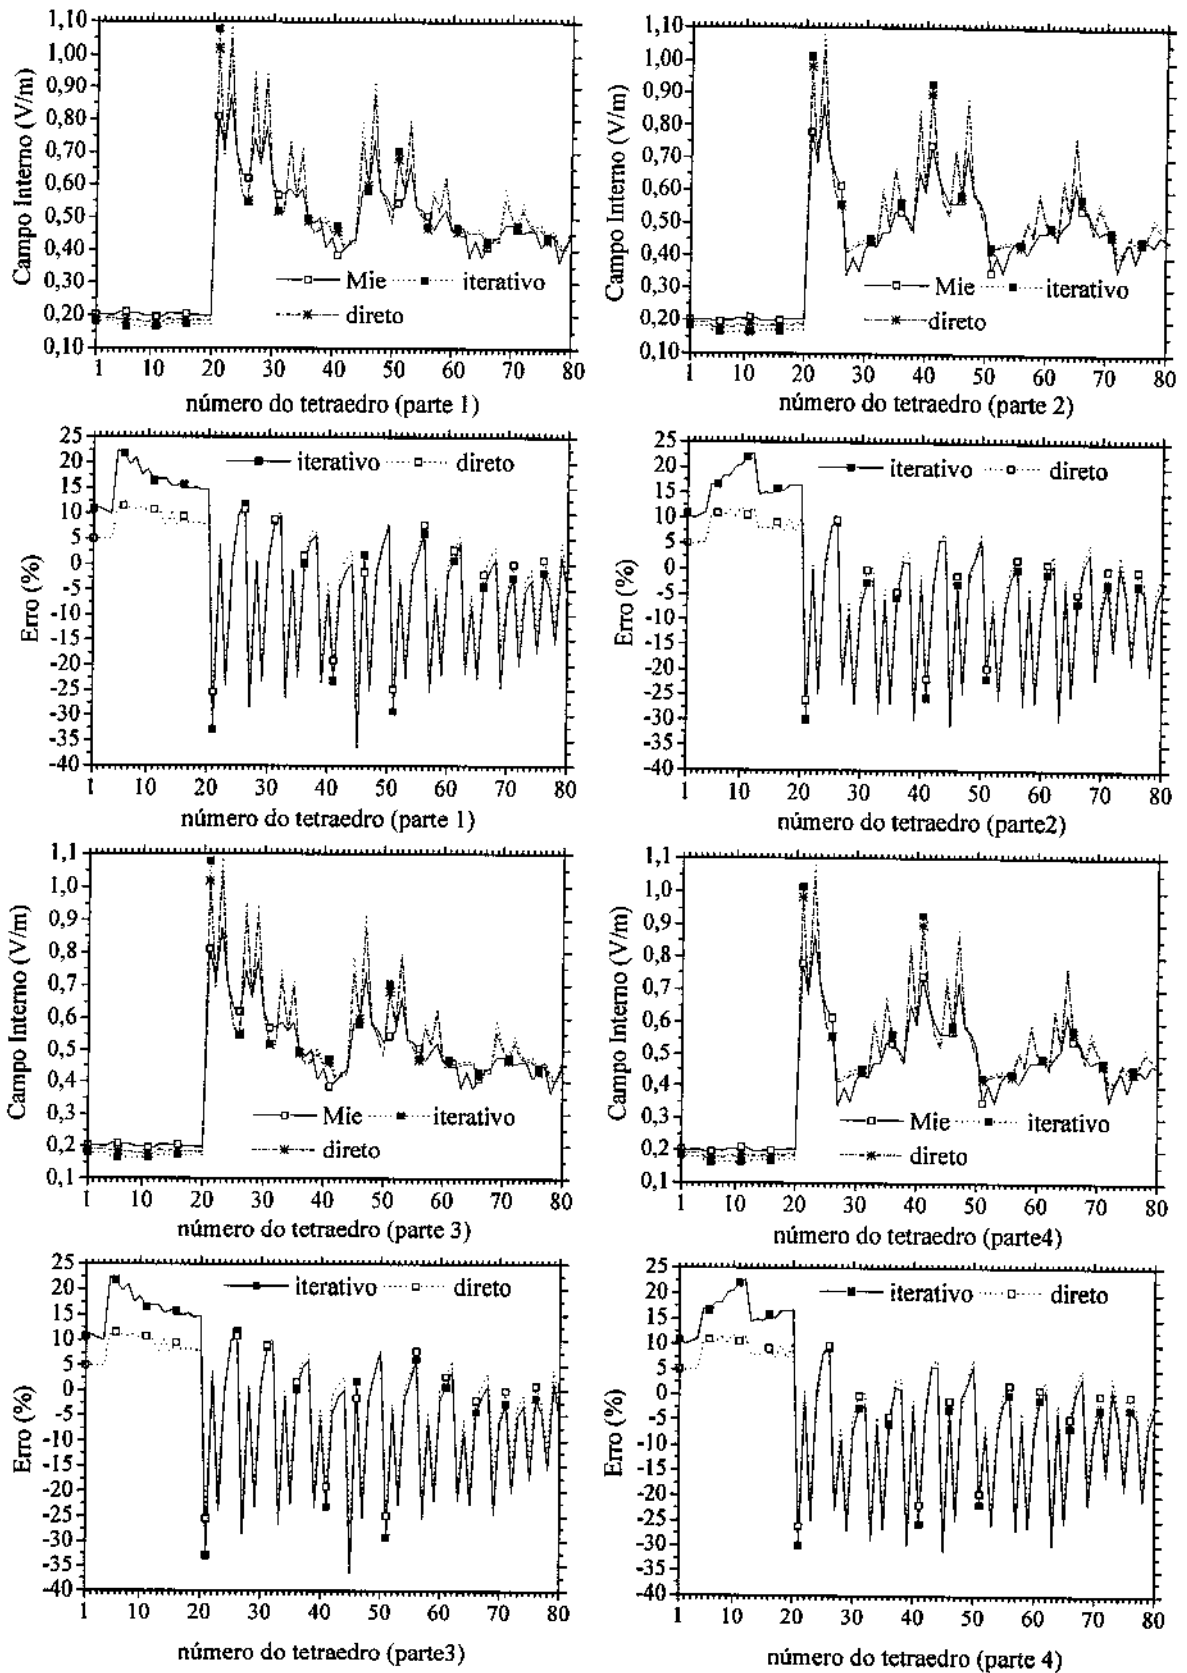 1,10
1,00
0,90
0,80
0,70
0,60
0,50
0,40
0,30
0,20
0,10
Campo Interno (V/m)
Mie
iterativo
direto
1 10 20 30 40 50 60 70 80
número do tetraedro (parte 1)
1,10
1,00
0,90
0,80
0,70
0,60
0,50
0,40
0,30
0,20
0,10
Campo Interno (V/m)
Mie
iterativo
direto
1 10 20 30 40 50 60 70 80
número do tetraedro (parte 2)
25
20
15
10
5
0
-5
-10
-15
-20
-25
-30
-35
-40
Erro (%)
iterativo
direto
1 10 20 30 40 50 60 70 80
número do tetraedro (parte 1)
25
20
15
10
5
0
-5
-10
-15
-20
-25
-30
-35
-40
Erro (%)
iterativo
direto
1 10 20 30 40 50 60 70 80
número do tetraedro (parte2)
1,1
1,0
0,9
0,8
0,7
0,6
0,5
0,4
0,3
0,2
0,1
Campo Interno (V/m)
Mie
iterativo
direto
1 10 20 30 40 50 60 70 80
número do tetraedro (parte 3)
1,1
1,0
0,9
0,8
0,7
0,6
0,5
0,4
0,3
0,2
0,1
Campo Interno (V/m)
Mie
iterativo
direto
1 10 20 30 40 50 60 70 80
número do tetraedro (parte4)
25
20
15
10
5
0
-5
-10
-15
-20
-25
-30
-35
-40
Erro (%)
iterativo
direto
1 10 20 30 40 50 60 70 80
número do tetraedro (parte3)
25
20
15
10
5
0
-5
-10
-15
-20
-25
-30
-35
-40
Erro (%)
iterativo
direto
1 10 20 30 40 50 60 70 80
número do tetraedro (parte 4)